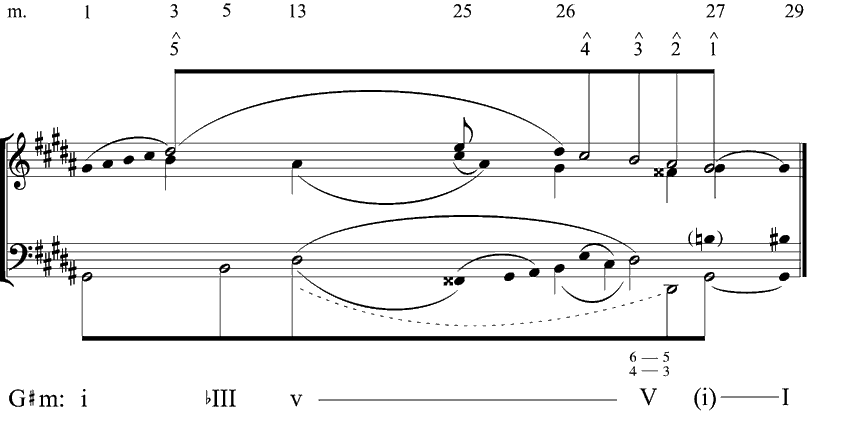 m. 1 3 5 13 25 26 27 29
^5 ^4 ^3 ^2 ^1
(♮)
6 — 5
4 — 3
G♯m: i ♭III v V (i) I